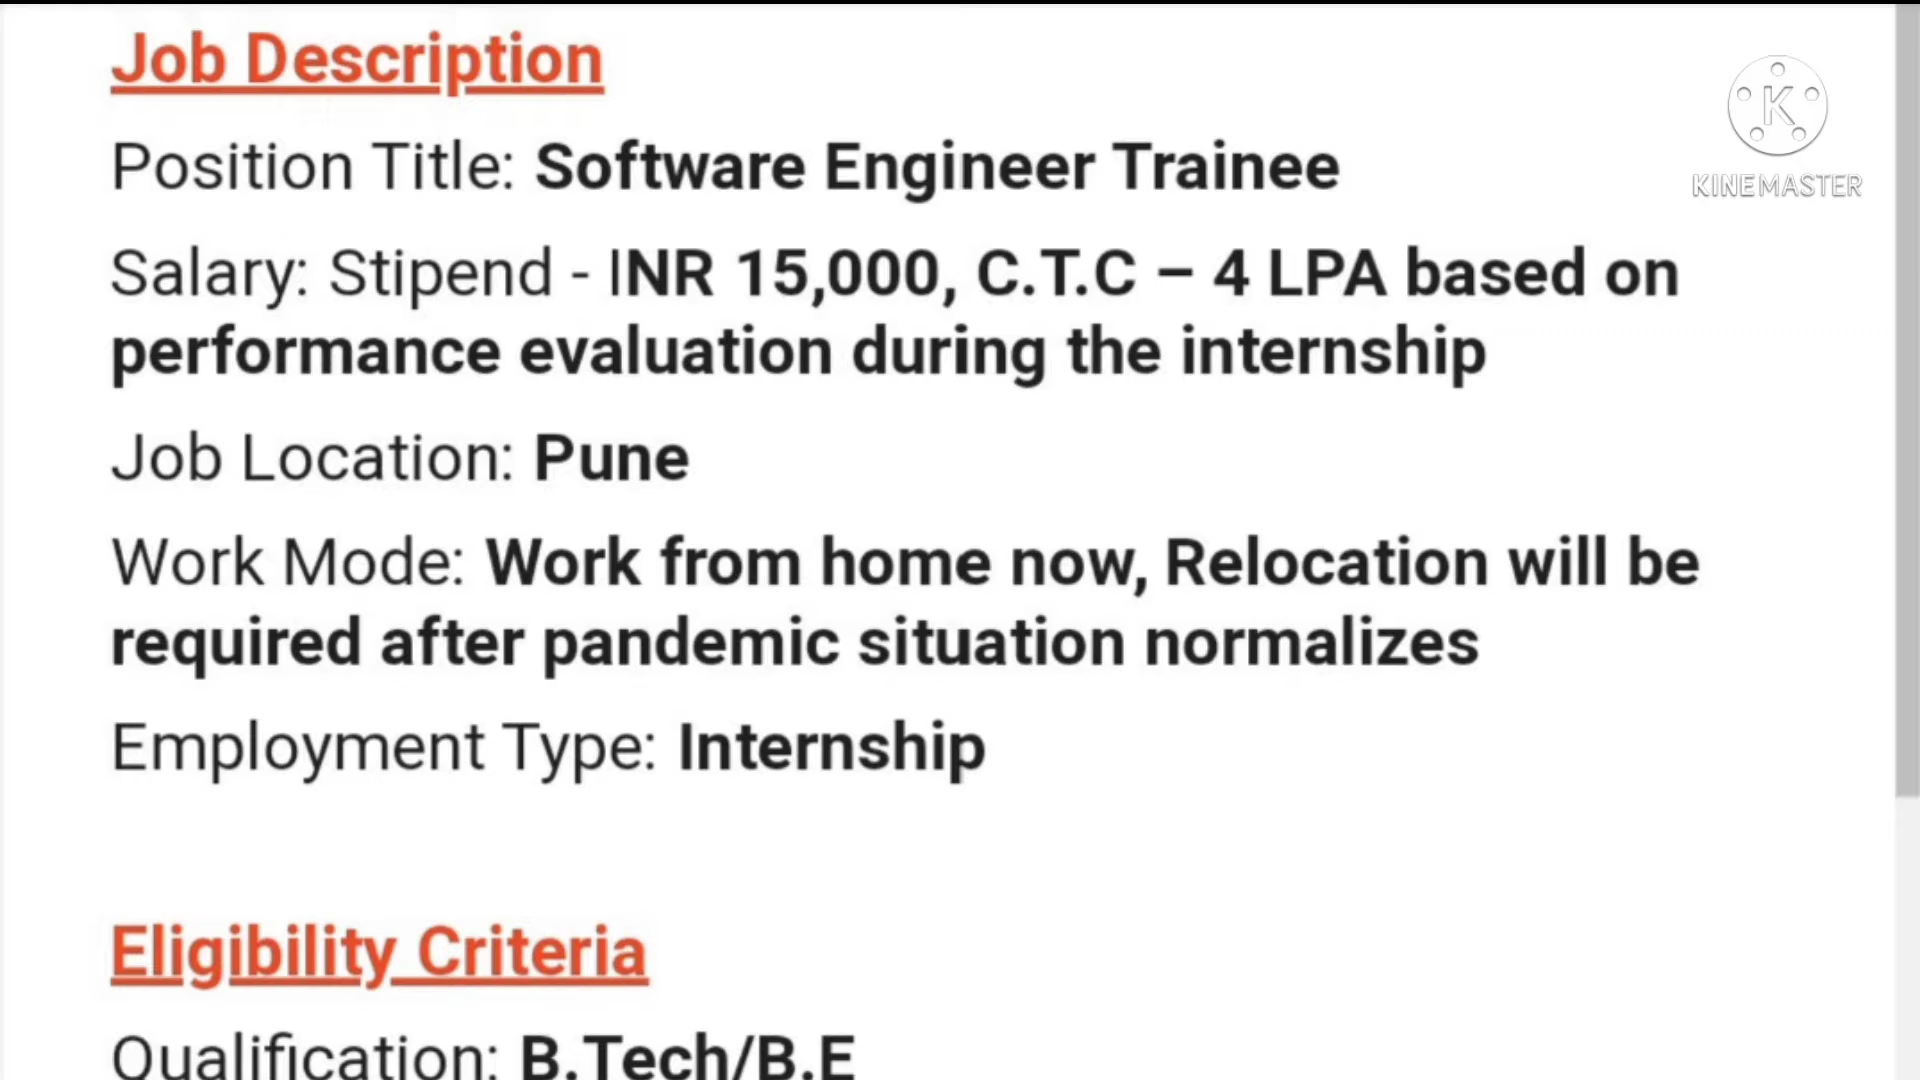 Job Description
K
KINEMASTER
Position Title: Software Engineer Trainee
Salary: Stipend - INR 15,000, C.T.C – 4 LPA based on
performance evaluation during the internship
Job Location: Pune
Work Mode: Work from home now, Relocation will be
required after pandemic situation normalizes
Employment Type: Internship
Eligibility Criteria
Qualification: B.Tech/B.E